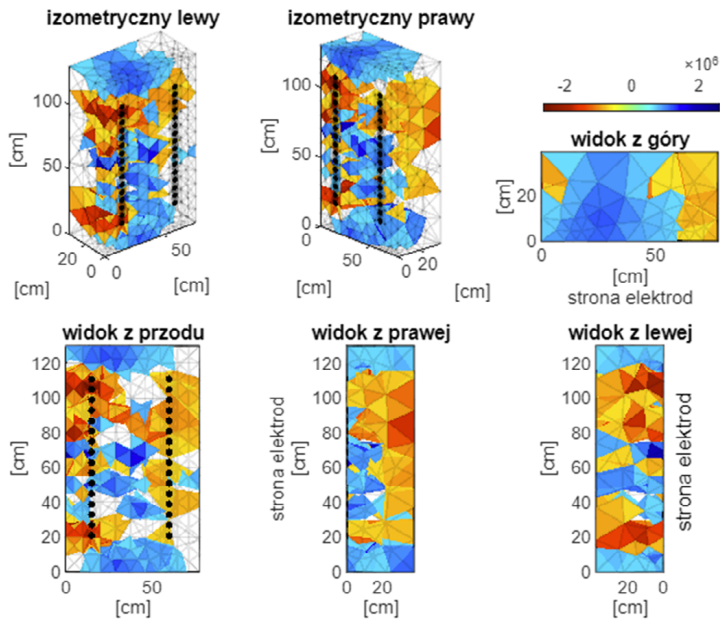 izometryczny lewy
100
50
0
[cm]
20
0
0
50
[cm]
[cm]
izometryczny prawy
100
50
0
[cm]
0
50
0
20
[cm]
[cm]
×10⁶
-2 0 2
widok z góry
20
0
[cm]
0 50
[cm]
strona elektrod
widok z przodu
120
100
80
60
40
20
0
[cm]
0 50
[cm]
widok z prawej
120
100
80
60
40
20
0
strona elektrod
[cm]
0 20
[cm]
widok z lewej
120
100
80
60
40
20
0
[cm]
strona elektrod
20 0
[cm]